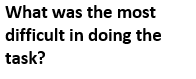 What was the most
difficult in doing the
task?